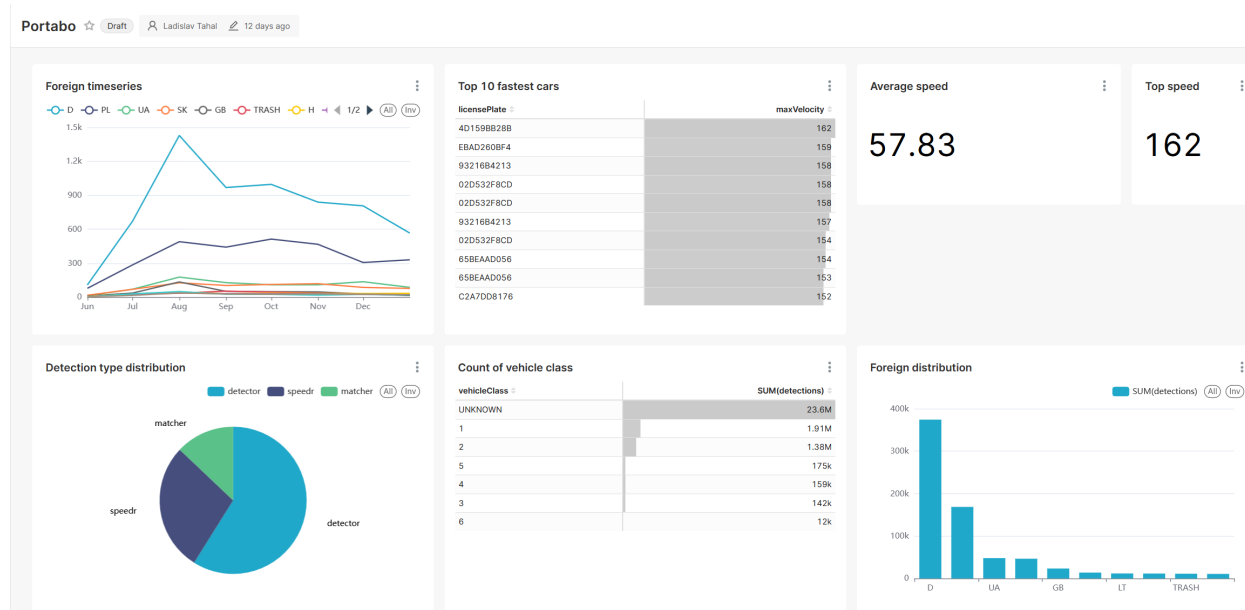 Portabo Draft Ladislav Tahal 12 days ago
Foreign timeseries
D PL UA SK GB TRASH H 1/2 All Inv
1.5k
1.2k
900
600
300
0
Jun Jul Aug Sep Oct Nov Dec
Top 10 fastest cars
licensePlate maxVelocity
4D159BB28B 162
EBAD260BF4 159
93216B4213 158
02D532F8CD 158
02D532F8CD 158
93216B4213 157
02D532F8CD 154
65BEAAD056 154
65BEAAD056 153
C2A7DD8176 152
Average speed
57.83
Top speed
162
Detection type distribution
detector speedr matcher All Inv
matcher
speedr
detector
Count of vehicle class
vehicleClass SUM(detections)
UNKNOWN 23.6M
1 1.91M
2 1.38M
5 175k
4 159k
3 142k
6 12k
Foreign distribution
SUM(detections) All Inv
400k
300k
200k
100k
0
D UA GB LT TRASH